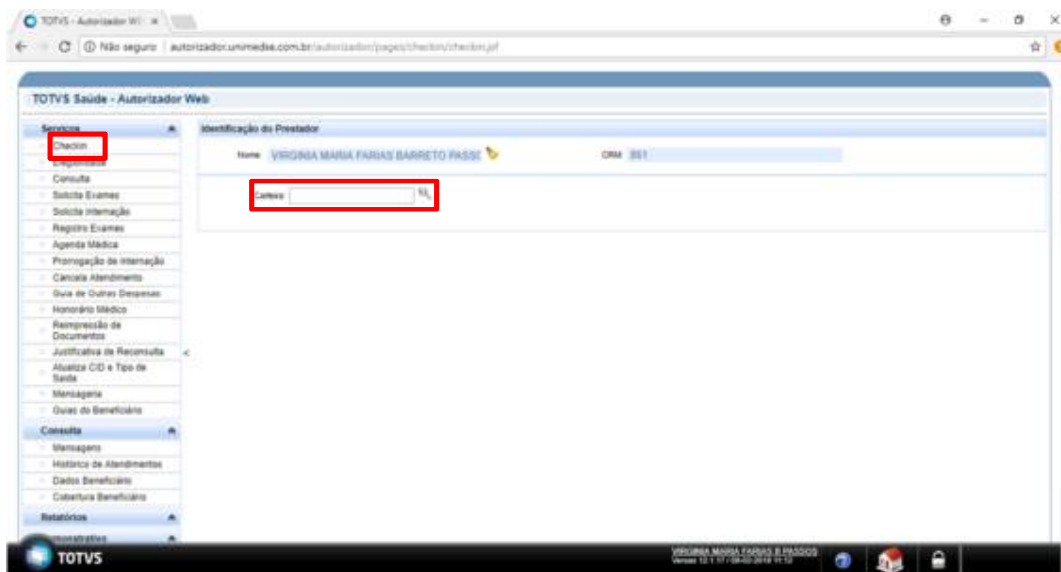 TOTVS - Autorizador W
Não seguro | autorizador.unimedse.com.br/autorizador/pages/checkin/checkin.jsf
TOTVS Saúde - Autorizador Web
Serviços
Checkin
Elegibilidade
Consulta
Solicita Exames
Solicita Internação
Registro Exames
Agenda Médica
Prorrogação de Internação
Cancela Atendimento
Guia de Outras Despesas
Honorário Médico
Reimpressão de
Documentos
Justificativa de Reconsulta
Atualiza CID e Tipo de
Saída
Mensageria
Guias do Beneficiário
Consulta
Mensagens
Histórico de Atendimentos
Dados Beneficiário
Cobertura Beneficiário
Relatórios
Demonstrativo
Identificação do Prestador
Nome VIRGINIA MARIA FARIAS BARRETO PASSE
CRM 851
Carteira
<
TOTVS
VIRGINIA MARIA FARIAS B PASSOS